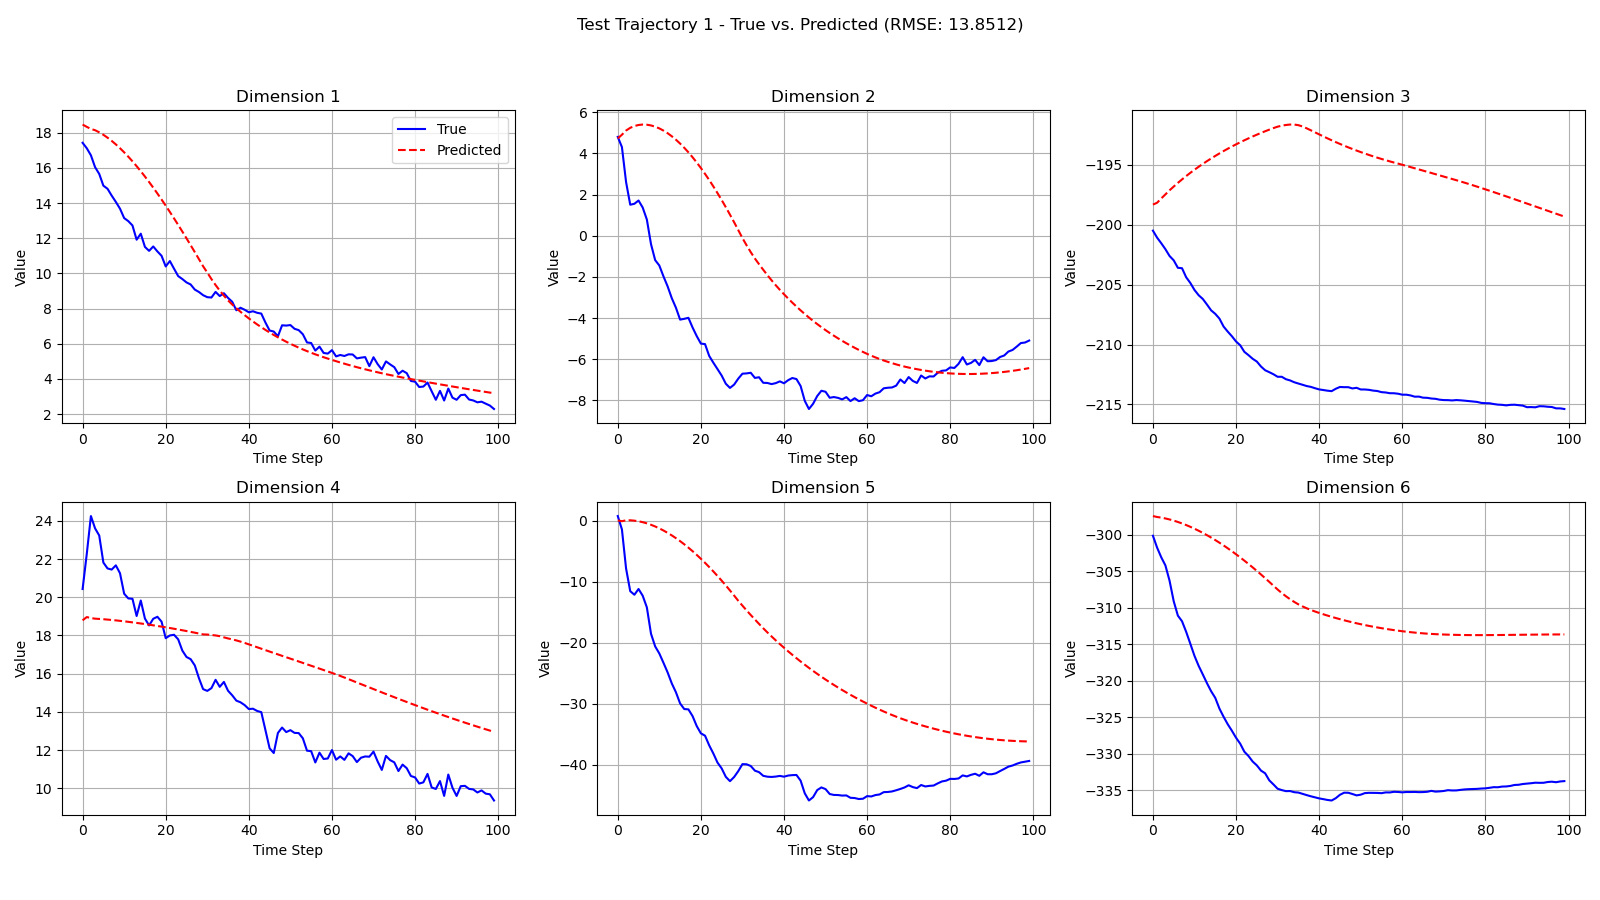 Test Trajectory 1 - True vs. Predicted (RMSE: 13.8512)
Dimension 1
True
Predicted
18
16
14
12
10
8
6
4
2
Value
0 20 40 60 80 100
Time Step
Dimension 2
6
4
2
0
−2
−4
−6
−8
Value
0 20 40 60 80 100
Time Step
Dimension 3
−195
−200
−205
−210
−215
Value
0 20 40 60 80 100
Time Step
Dimension 4
24
22
20
18
16
14
12
10
Value
0 20 40 60 80 100
Time Step
Dimension 5
0
−10
−20
−30
−40
Value
0 20 40 60 80 100
Time Step
Dimension 6
−300
−305
−310
−315
−320
−325
−330
−335
Value
0 20 40 60 80 100
Time Step